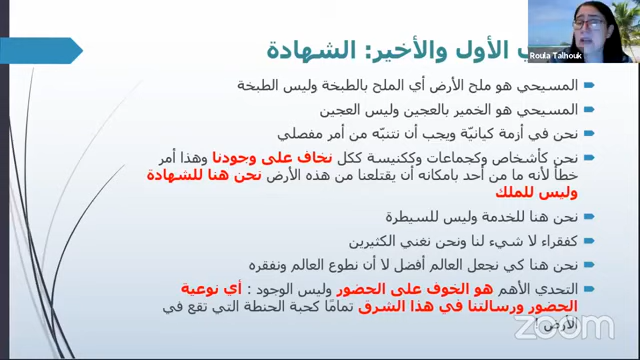 Roula Talhouk
الأول والأخير: الشهادة
المسيحي هو ملح الأرض أي الملح بالطبخة وليس الطبخة
المسيحي هو الخمير بالعجين وليس العجين
نحن في أزمة كيانيّة ويجب أن نتنبّه من أمر مفصلي
نحن كأشخاص وكجماعات وككنيسة ككل نخاف على وجودنا وهذا أمر
خطأ لأنه ما من أحد بامكانه أن يقتلعنا من هذه الأرض نحن هنا للشهادة
وليس للملك
نحن هنا للخدمة وليس للسيطرة
كفقراء لا شيء لنا ونحن نغني الكثيرين
نحن هنا كي نجعل العالم أفضل لا أن نطوع العالم ونفقره
التحدي الأهم هو الخوف على الحضور وليس الوجود : أي نوعية
الحضور ورسالتنا في هذا الشرق تمامًا كحبة الحنطة التي تقع في
الأرض !
zoom